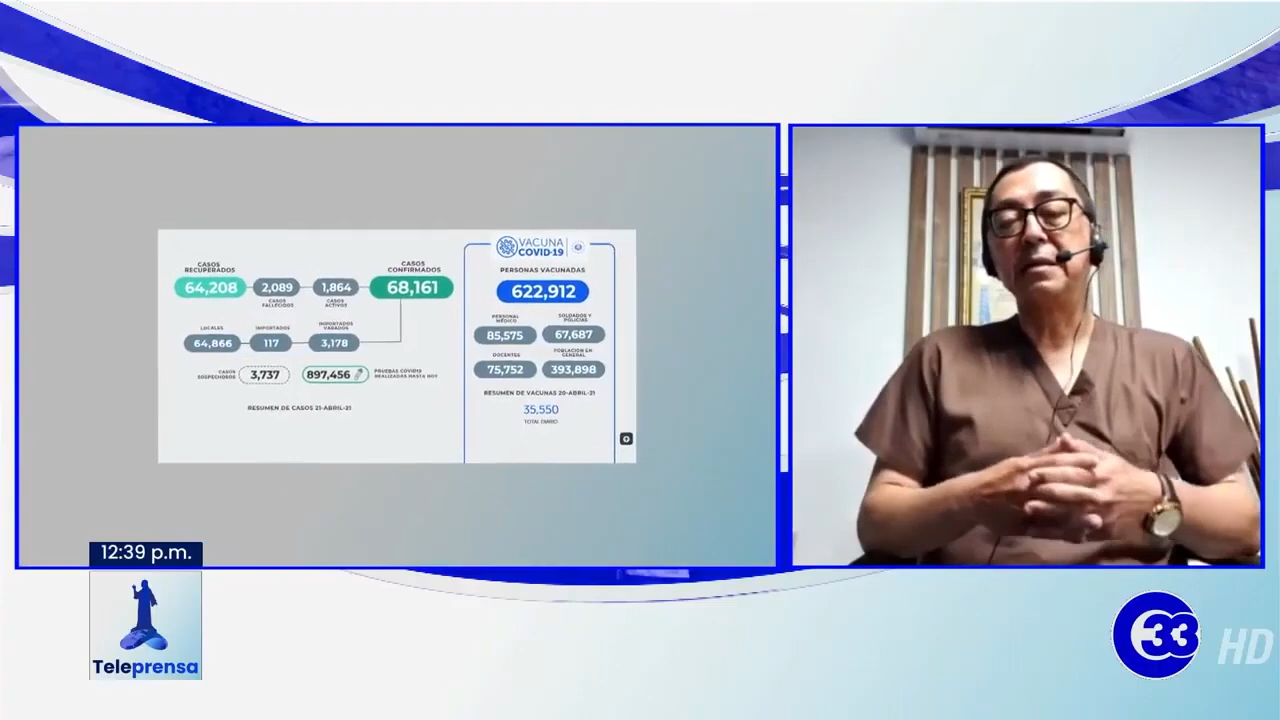 CASOS
RECUPERADOS
64,208
2,089
CASOS
FALLECIDOS
1,864
CASOS
ACTIVOS
CASOS
CONFIRMADOS
68,161
LOCALES
64,866
IMPORTADOS
117
IMPORTADOS
VARADOS
3,178
CASOS
SOSPECHOSOS
3,737
897,456
PRUEBAS COVID19
REALIZADAS HASTA HOY
RESUMEN DE CASOS 21-ABRIL-21
VACUNA
COVID-19
PERSONAS VACUNADAS
622,912
PERSONAL
MÉDICO
85,575
SOLDADOS Y
POLICÍAS
67,687
DOCENTES
75,752
POBLACIÓN EN
GENERAL
393,898
RESUMEN DE VACUNAS 20-ABRIL-21
35,550
TOTAL DIARIO
12:39 p.m.
Teleprensa
33
HD